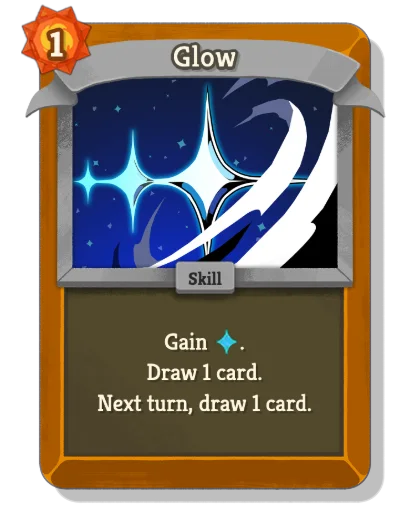 1
Glow
Skill
Gain .
Draw 1 card.
Next turn, draw 1 card.